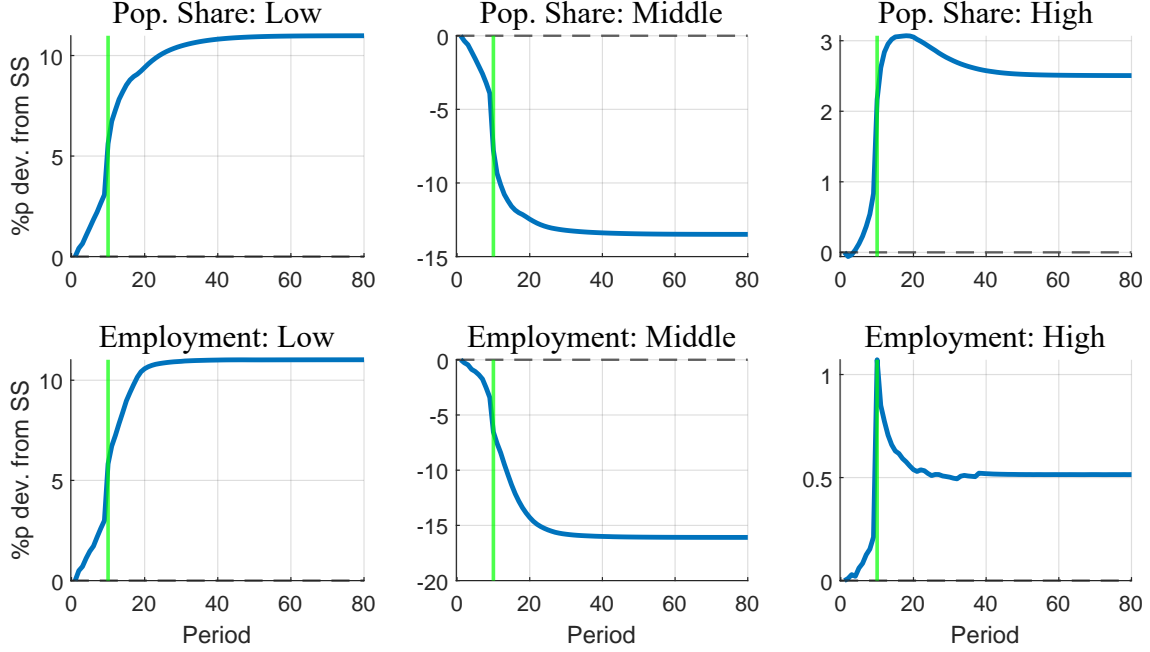 Pop. Share: Low
Pop. Share: Middle
Pop. Share: High
%p dev. from SS
10
5
0
0 20 40 60 80
0
-5
-10
-15
0 20 40 60 80
3
2
1
0
0 20 40 60 80
Employment: Low
Employment: Middle
Employment: High
%p dev. from SS
10
5
0
0 20 40 60 80
Period
0
-5
-10
-15
-20
0 20 40 60 80
Period
1
0.5
0
0 20 40 60 80
Period